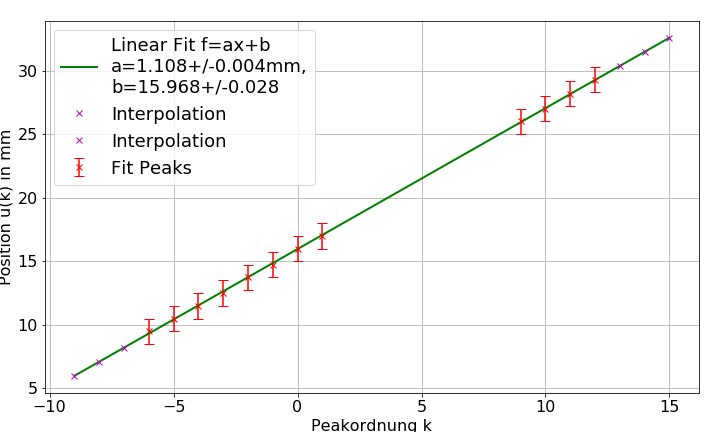 Linear Fit f=ax+b
a=1.108+/-0.004mm,
b=15.968+/-0.028
Interpolation
Interpolation
Fit Peaks
Position u(k) in mm
30
25
20
15
10
5
−10
−5
0
5
10
15
Peakordnung k